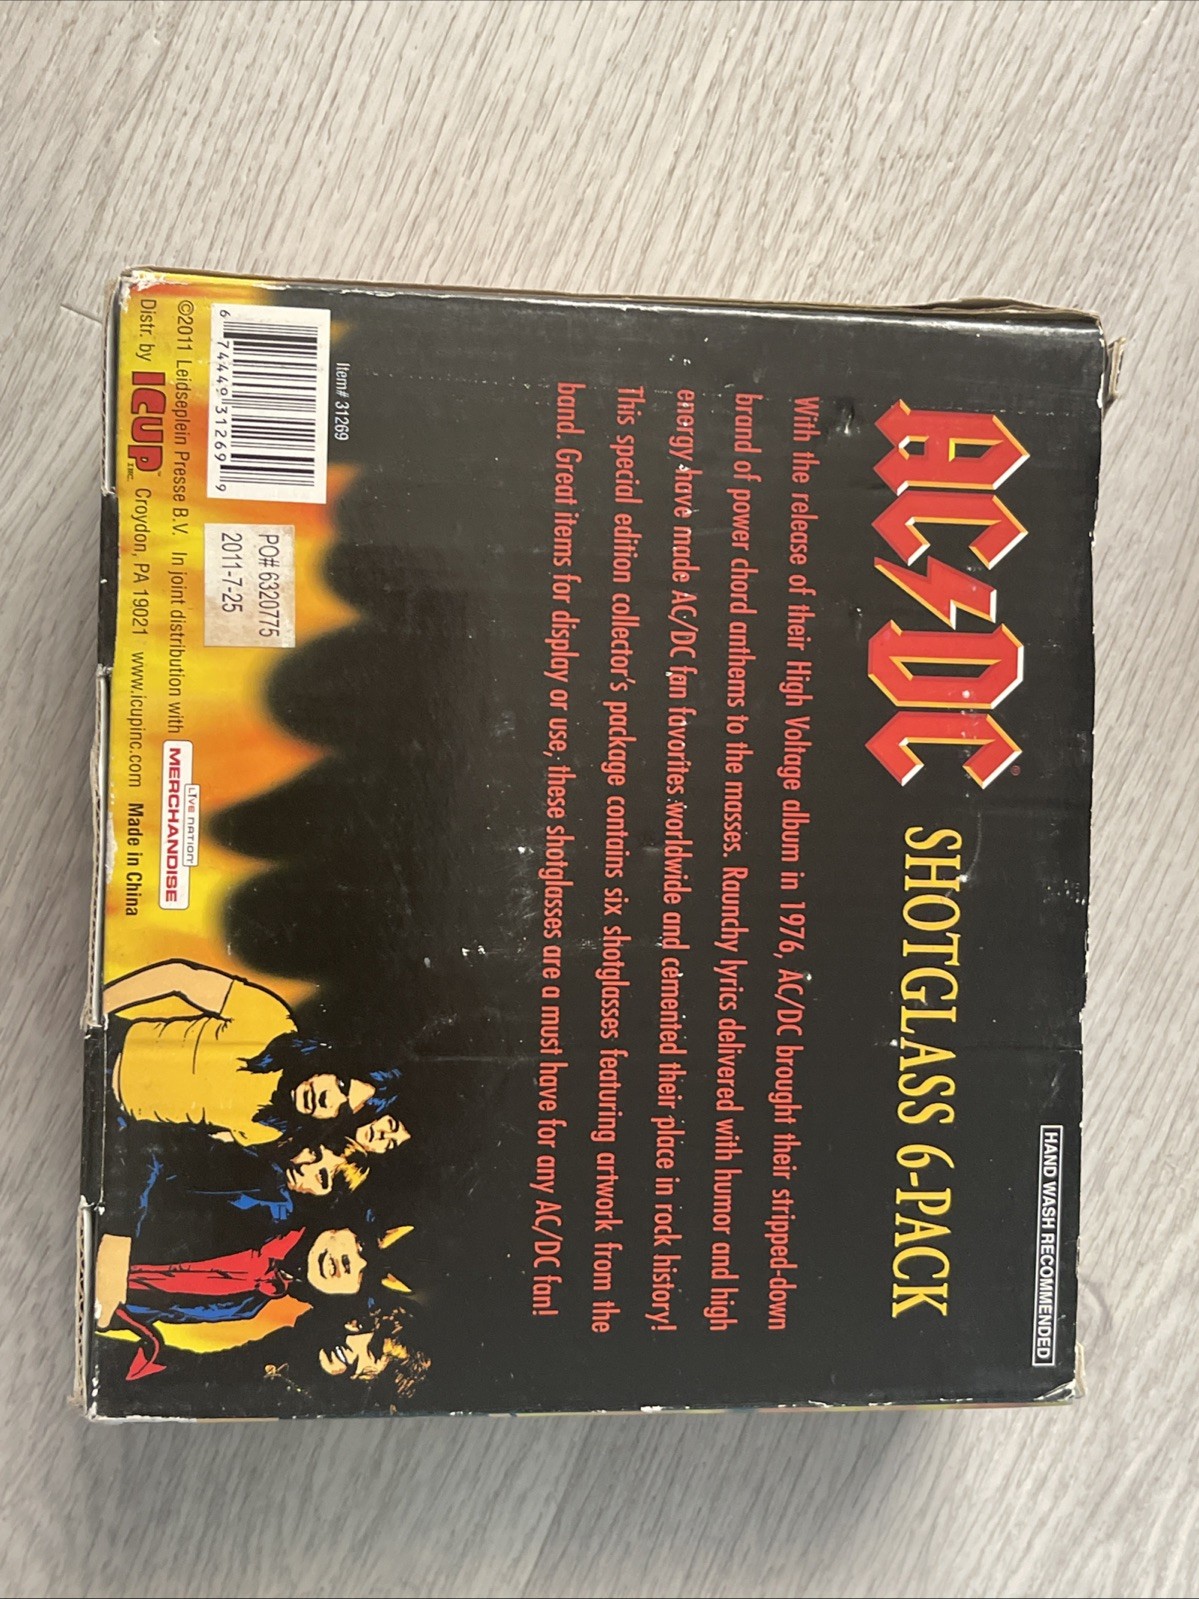 HAND WASH RECOMMENDED
AC⚡DC® SHOTGLASS 6-PACK
With the release of their High Voltage album in 1976, AC/DC brought their stripped-down
brand of power chord anthems to the masses. Raunchy lyrics delivered with humor and high
energy have made AC/DC fan favorites worldwide and cemented their place in rock history!
This special edition collector's package contains six shotglasses featuring artwork from the
band. Great items for display or use, these shotglasses are a must have for any AC/DC fan!
Item# 31269
6 74449 31269 9
PO# 6320775
2011-7-25
©2011 Leidseplein Presse B.V. In joint distribution with LIVE NATION MERCHANDISE
Distr. by ICUP INC.™ Croydon, PA 19021 www.icupinc.com Made in China